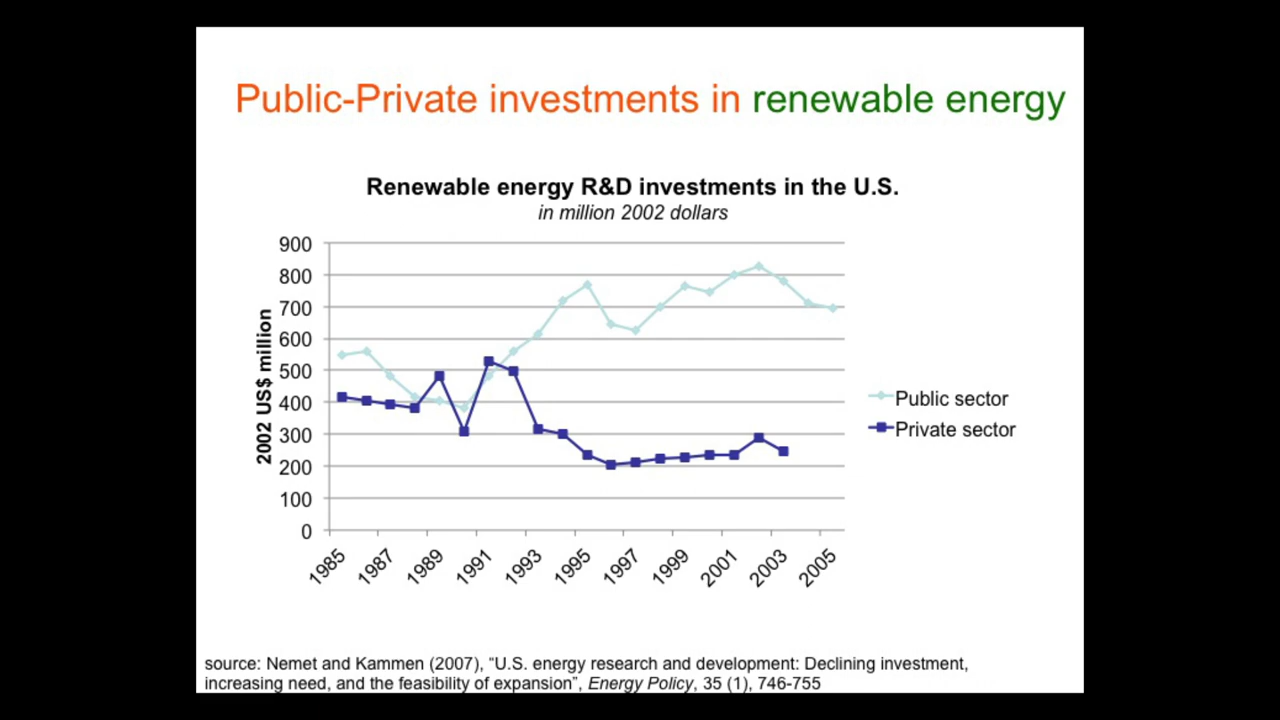 Public-Private investments in renewable energy
Renewable energy R&D investments in the U.S.
in million 2002 dollars
2002 US$ million
900
800
700
600
500
400
300
200
100
0
1985
1987
1989
1991
1993
1995
1997
1999
2001
2003
2005
Public sector
Private sector
source: Nemet and Kammen (2007), “U.S. energy research and development: Declining investment,
increasing need, and the feasibility of expansion”, Energy Policy, 35 (1), 746-755